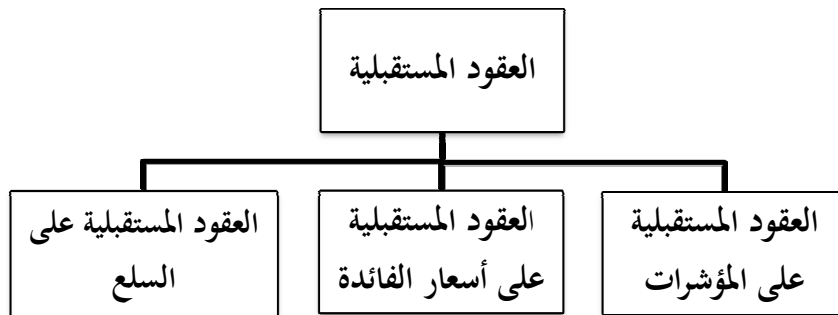 العقود المستقبلية
العقود المستقبلية
على المؤشرات
العقود المستقبلية
على أسعار الفائدة
العقود المستقبلية على
السلع